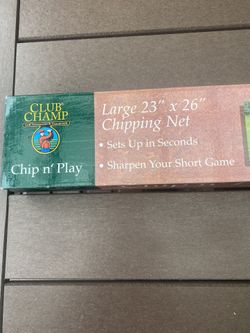 CLUB CHAMP
Chip n' Play
Large 23" x 26"
Chipping Net
• Sets Up in Seconds
• Sharpen Your Short Game